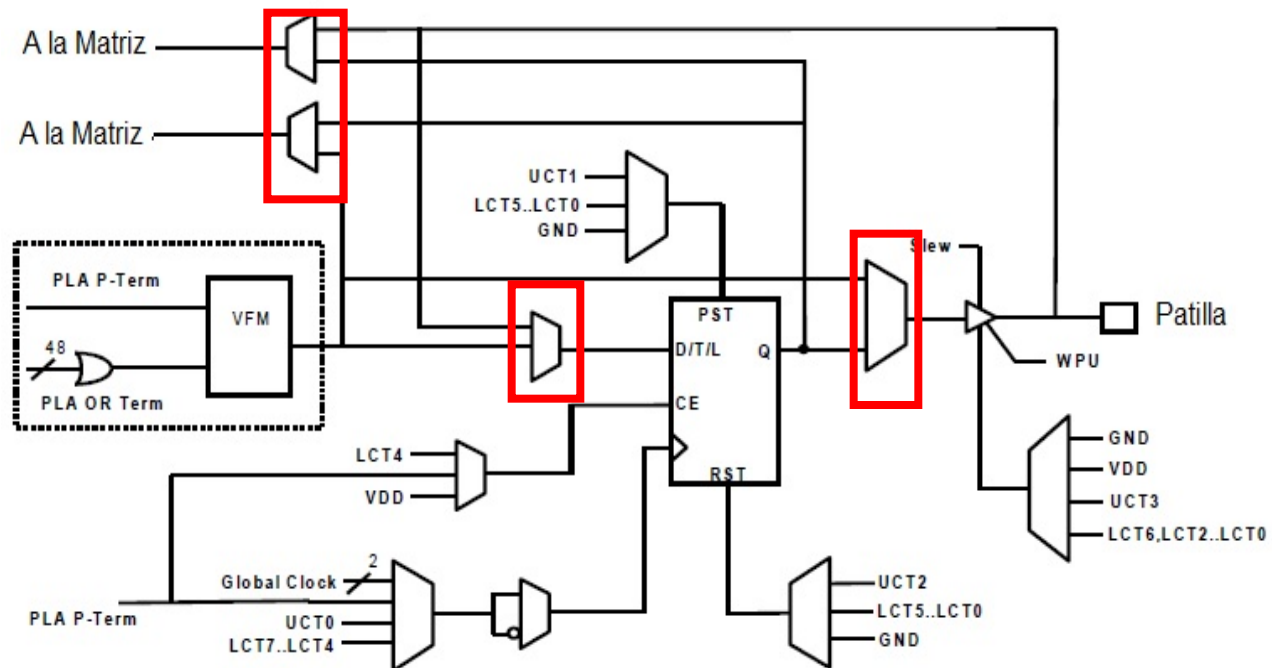 A la Matriz
A la Matriz
UCT1
LCT5..LCT0
GND
Slew
PLA P-Term
VFM
48
PLA OR Term
PST
D/T/L
Q
CE
RST
Patilla
WPU
LCT4
VDD
GND
VDD
UCT3
LCT6,LCT2..LCT0
Global Clock
2
PLA P-Term
UCT0
LCT7..LCT4
UCT2
LCT5..LCT0
GND